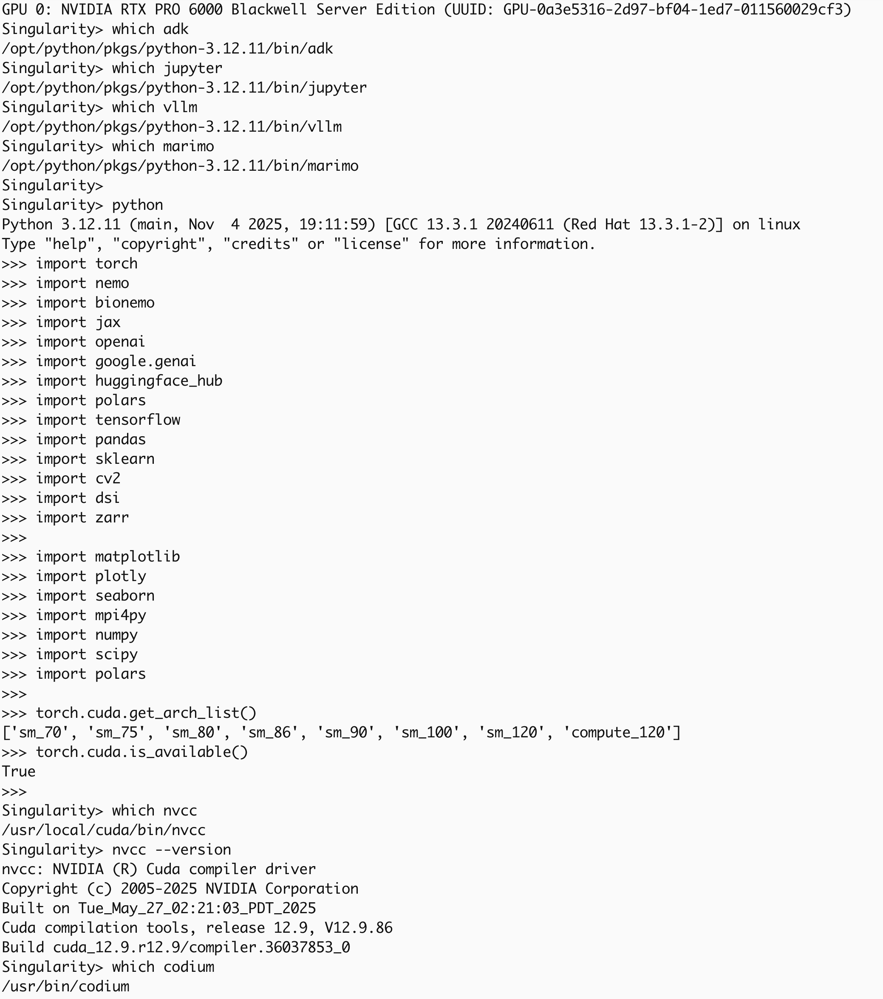 GPU 0: NVIDIA RTX PRO 6000 Blackwell Server Edition (UUID: GPU-0a3e5316-2d97-bf04-1ed7-011560029cf3)
Singularity> which adk
/opt/python/pkgs/python-3.12.11/bin/adk
Singularity> which jupyter
/opt/python/pkgs/python-3.12.11/bin/jupyter
Singularity> which vllm
/opt/python/pkgs/python-3.12.11/bin/vllm
Singularity> which marimo
/opt/python/pkgs/python-3.12.11/bin/marimo
Singularity>
Singularity> python
Python 3.12.11 (main, Nov  4 2025, 19:11:59) [GCC 13.3.1 20240611 (Red Hat 13.3.1-2)] on linux
Type "help", "copyright", "credits" or "license" for more information.
>>> import torch
>>> import nemo
>>> import bionemo
>>> import jax
>>> import openai
>>> import google.genai
>>> import huggingface_hub
>>> import polars
>>> import tensorflow
>>> import pandas
>>> import sklearn
>>> import cv2
>>> import dsi
>>> import zarr
>>>
>>> import matplotlib
>>> import plotly
>>> import seaborn
>>> import mpi4py
>>> import numpy
>>> import scipy
>>> import polars
>>>
>>> torch.cuda.get_arch_list()
['sm_70', 'sm_75', 'sm_80', 'sm_86', 'sm_90', 'sm_100', 'sm_120', 'compute_120']
>>> torch.cuda.is_available()
True
>>>
Singularity> which nvcc
/usr/local/cuda/bin/nvcc
Singularity> nvcc --version
nvcc: NVIDIA (R) Cuda compiler driver
Copyright (c) 2005-2025 NVIDIA Corporation
Built on Tue_May_27_02:21:03_PDT_2025
Cuda compilation tools, release 12.9, V12.9.86
Build cuda_12.9.r12.9/compiler.36037853_0
Singularity> which codium
/usr/bin/codium